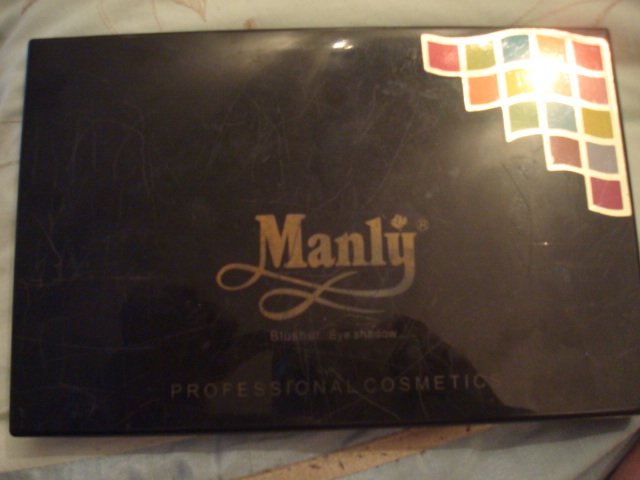 Manly®
Blusher Eyeshadow
PROFESSIONAL COSMETICS